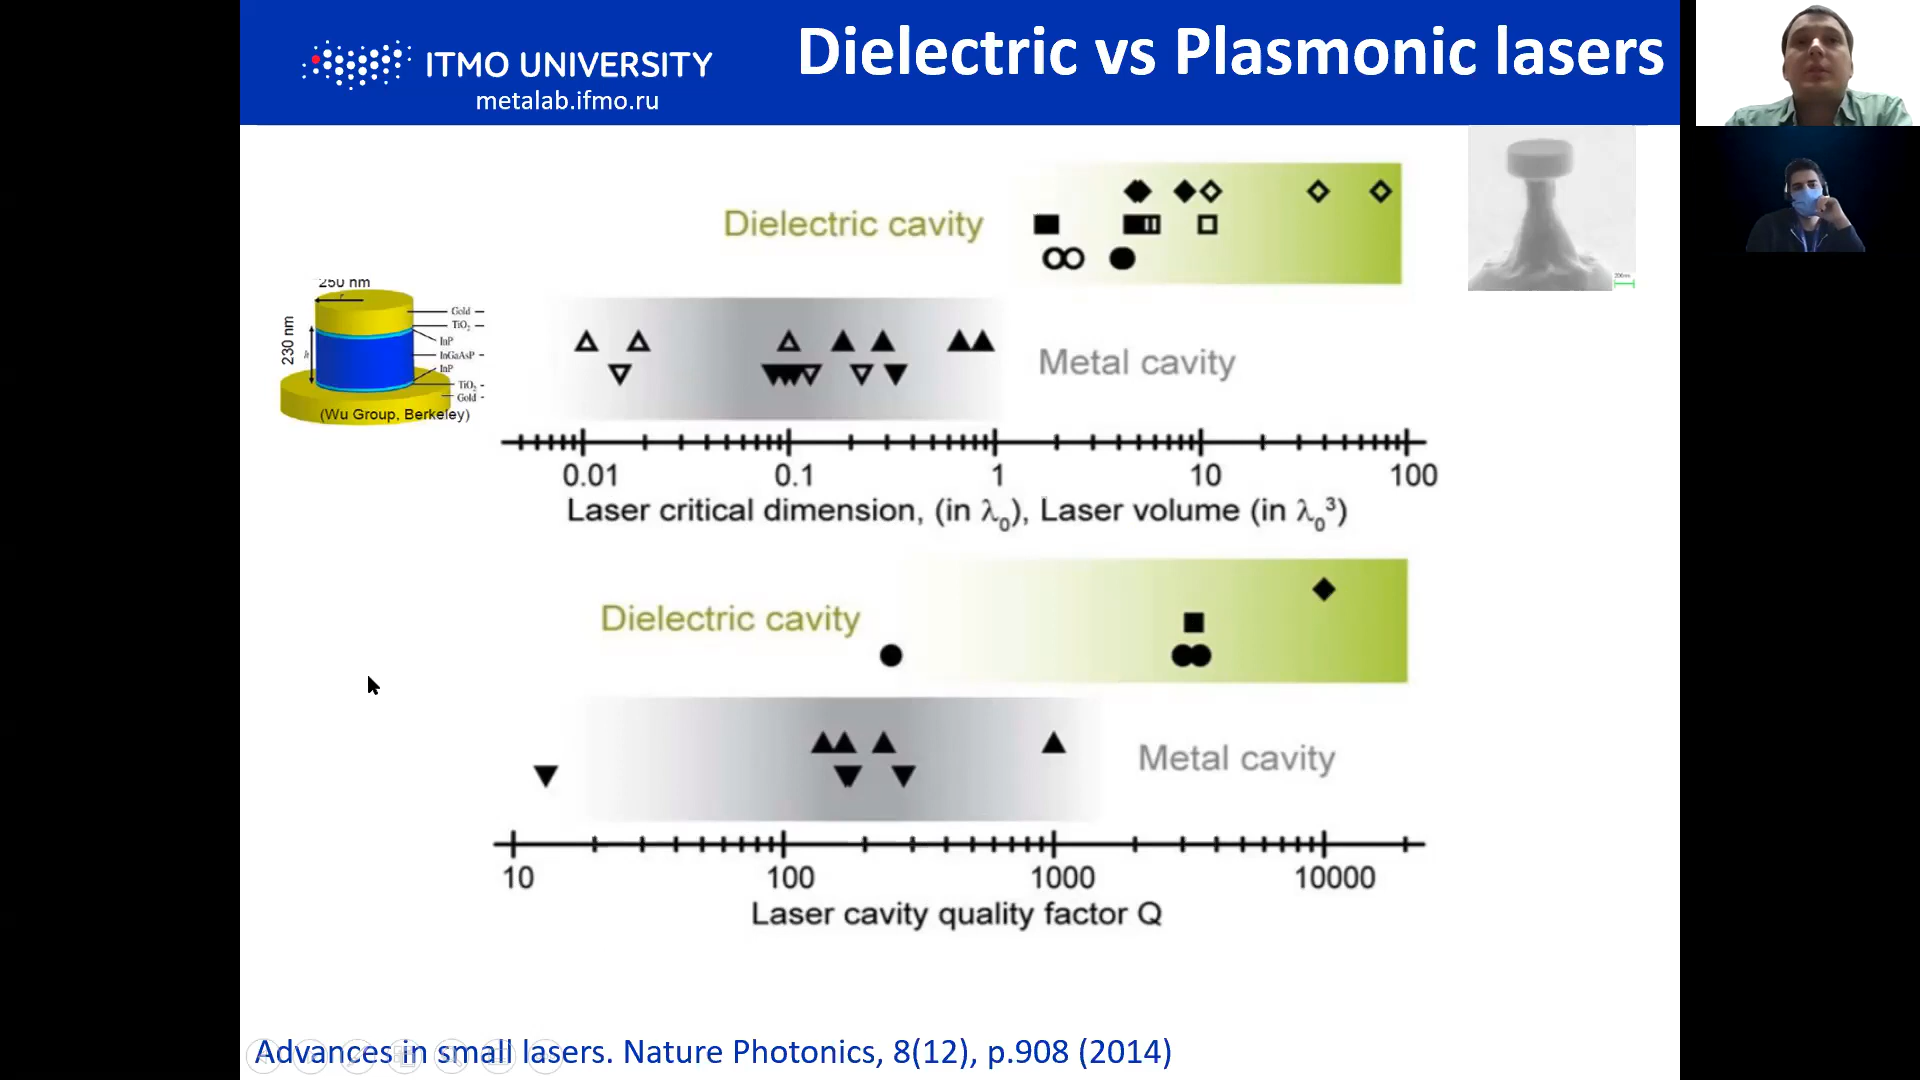 ITMO UNIVERSITY
metalab.ifmo.ru
Dielectric vs Plasmonic lasers
Dielectric cavity
250 nm
r
Gold
TiO2
InP
InGaAsP
InP
TiO2
Gold
230 nm
h
(Wu Group, Berkeley)
Metal cavity
0.01 0.1 1 10 100
Laser critical dimension, (in λ0), Laser volume (in λ0³)
Dielectric cavity
Metal cavity
10 100 1000 10000
Laser cavity quality factor Q
Advances in small lasers. Nature Photonics, 8(12), p.908 (2014)